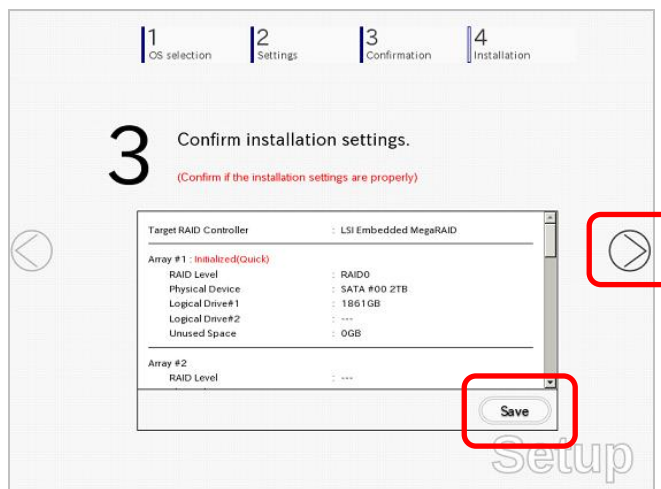 1
OS selection
2
Settings
3
Confirmation
4
Installation
3
Confirm installation settings.
(Confirm if the installation settings are properly)
Target RAID Controller : LSI Embedded MegaRAID
Array #1 : Initialized(Quick)
RAID Level : RAID0
Physical Device : SATA #00 2TB
Logical Drive#1 : 1861GB
Logical Drive#2 : ---
Unused Space : 0GB
Array #2
RAID Level : ---
Save
Setup